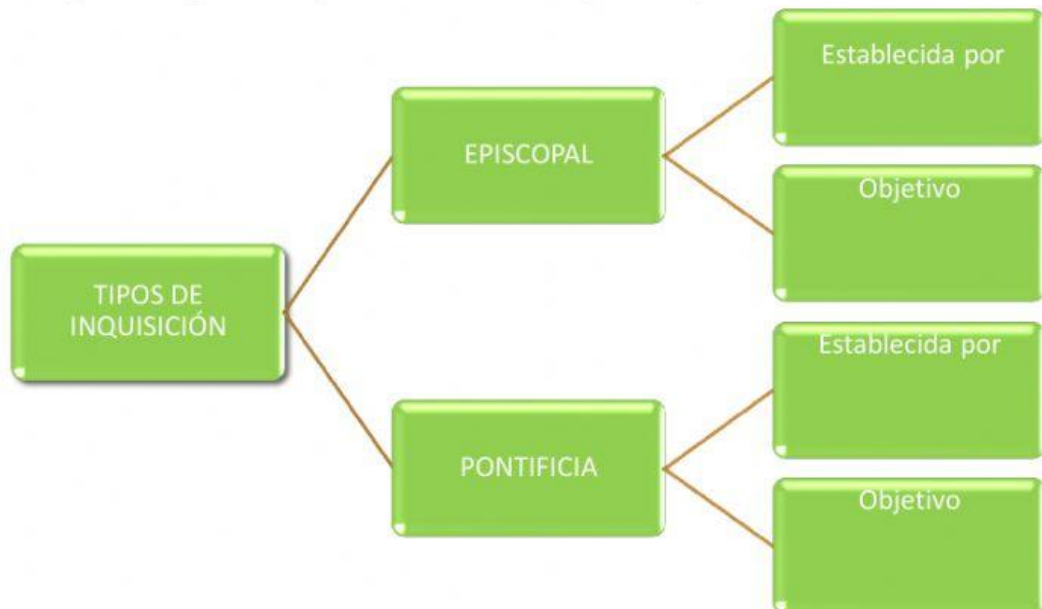 TIPOS DE
INQUISICIÓN
EPISCOPAL
Establecida por
Objetivo
PONTIFICIA
Establecida por
Objetivo